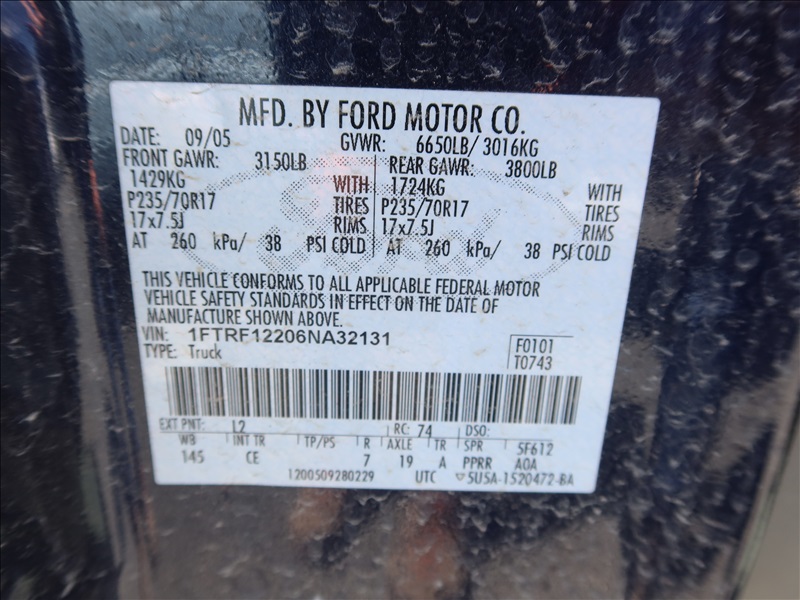 MFD. BY FORD MOTOR CO.
DATE: 09/05 GVWR: 6650LB/ 3016KG
FRONT GAWR: 3150LB REAR GAWR: 3800LB
1429KG WITH 1724KG WITH
P235/70R17 TIRES P235/70R17 TIRES
17x7.5J RIMS 17x7.5J RIMS
AT 260 kPa/ 38 PSI COLD AT 260 kPa/ 38 PSI COLD
THIS VEHICLE CONFORMS TO ALL APPLICABLE FEDERAL MOTOR
VEHICLE SAFETY STANDARDS IN EFFECT ON THE DATE OF
MANUFACTURE SHOWN ABOVE.
VIN: 1FTRF12206NA32131 F0101
TYPE: Truck T0743
EXT PNT: L2 RC: 74 DSO:
WB INT TR TP/PS R AXLE TR SPR 5F612
145 CE 7 19 A PPRR A0A
1200509280229 UTC ▽5U5A-1520472-BA